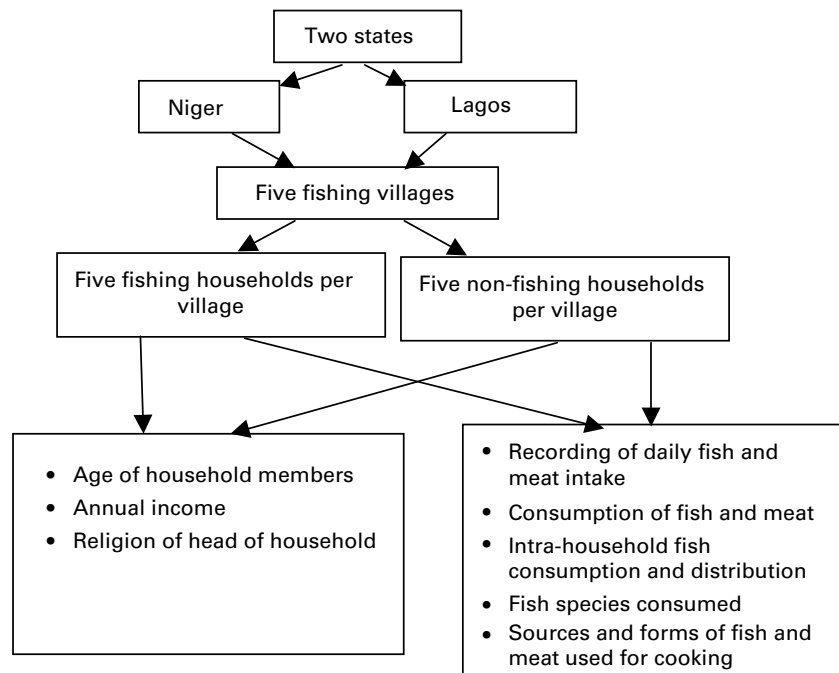 Two states
Niger
Lagos
Five fishing villages
Five fishing households per
village
Five non-fishing households
per village
• Age of household members
• Annual income
• Religion of head of household
• Recording of daily fish and
meat intake
• Consumption of fish and meat
• Intra-household fish
consumption and distribution
• Fish species consumed
• Sources and forms of fish and
meat used for cooking